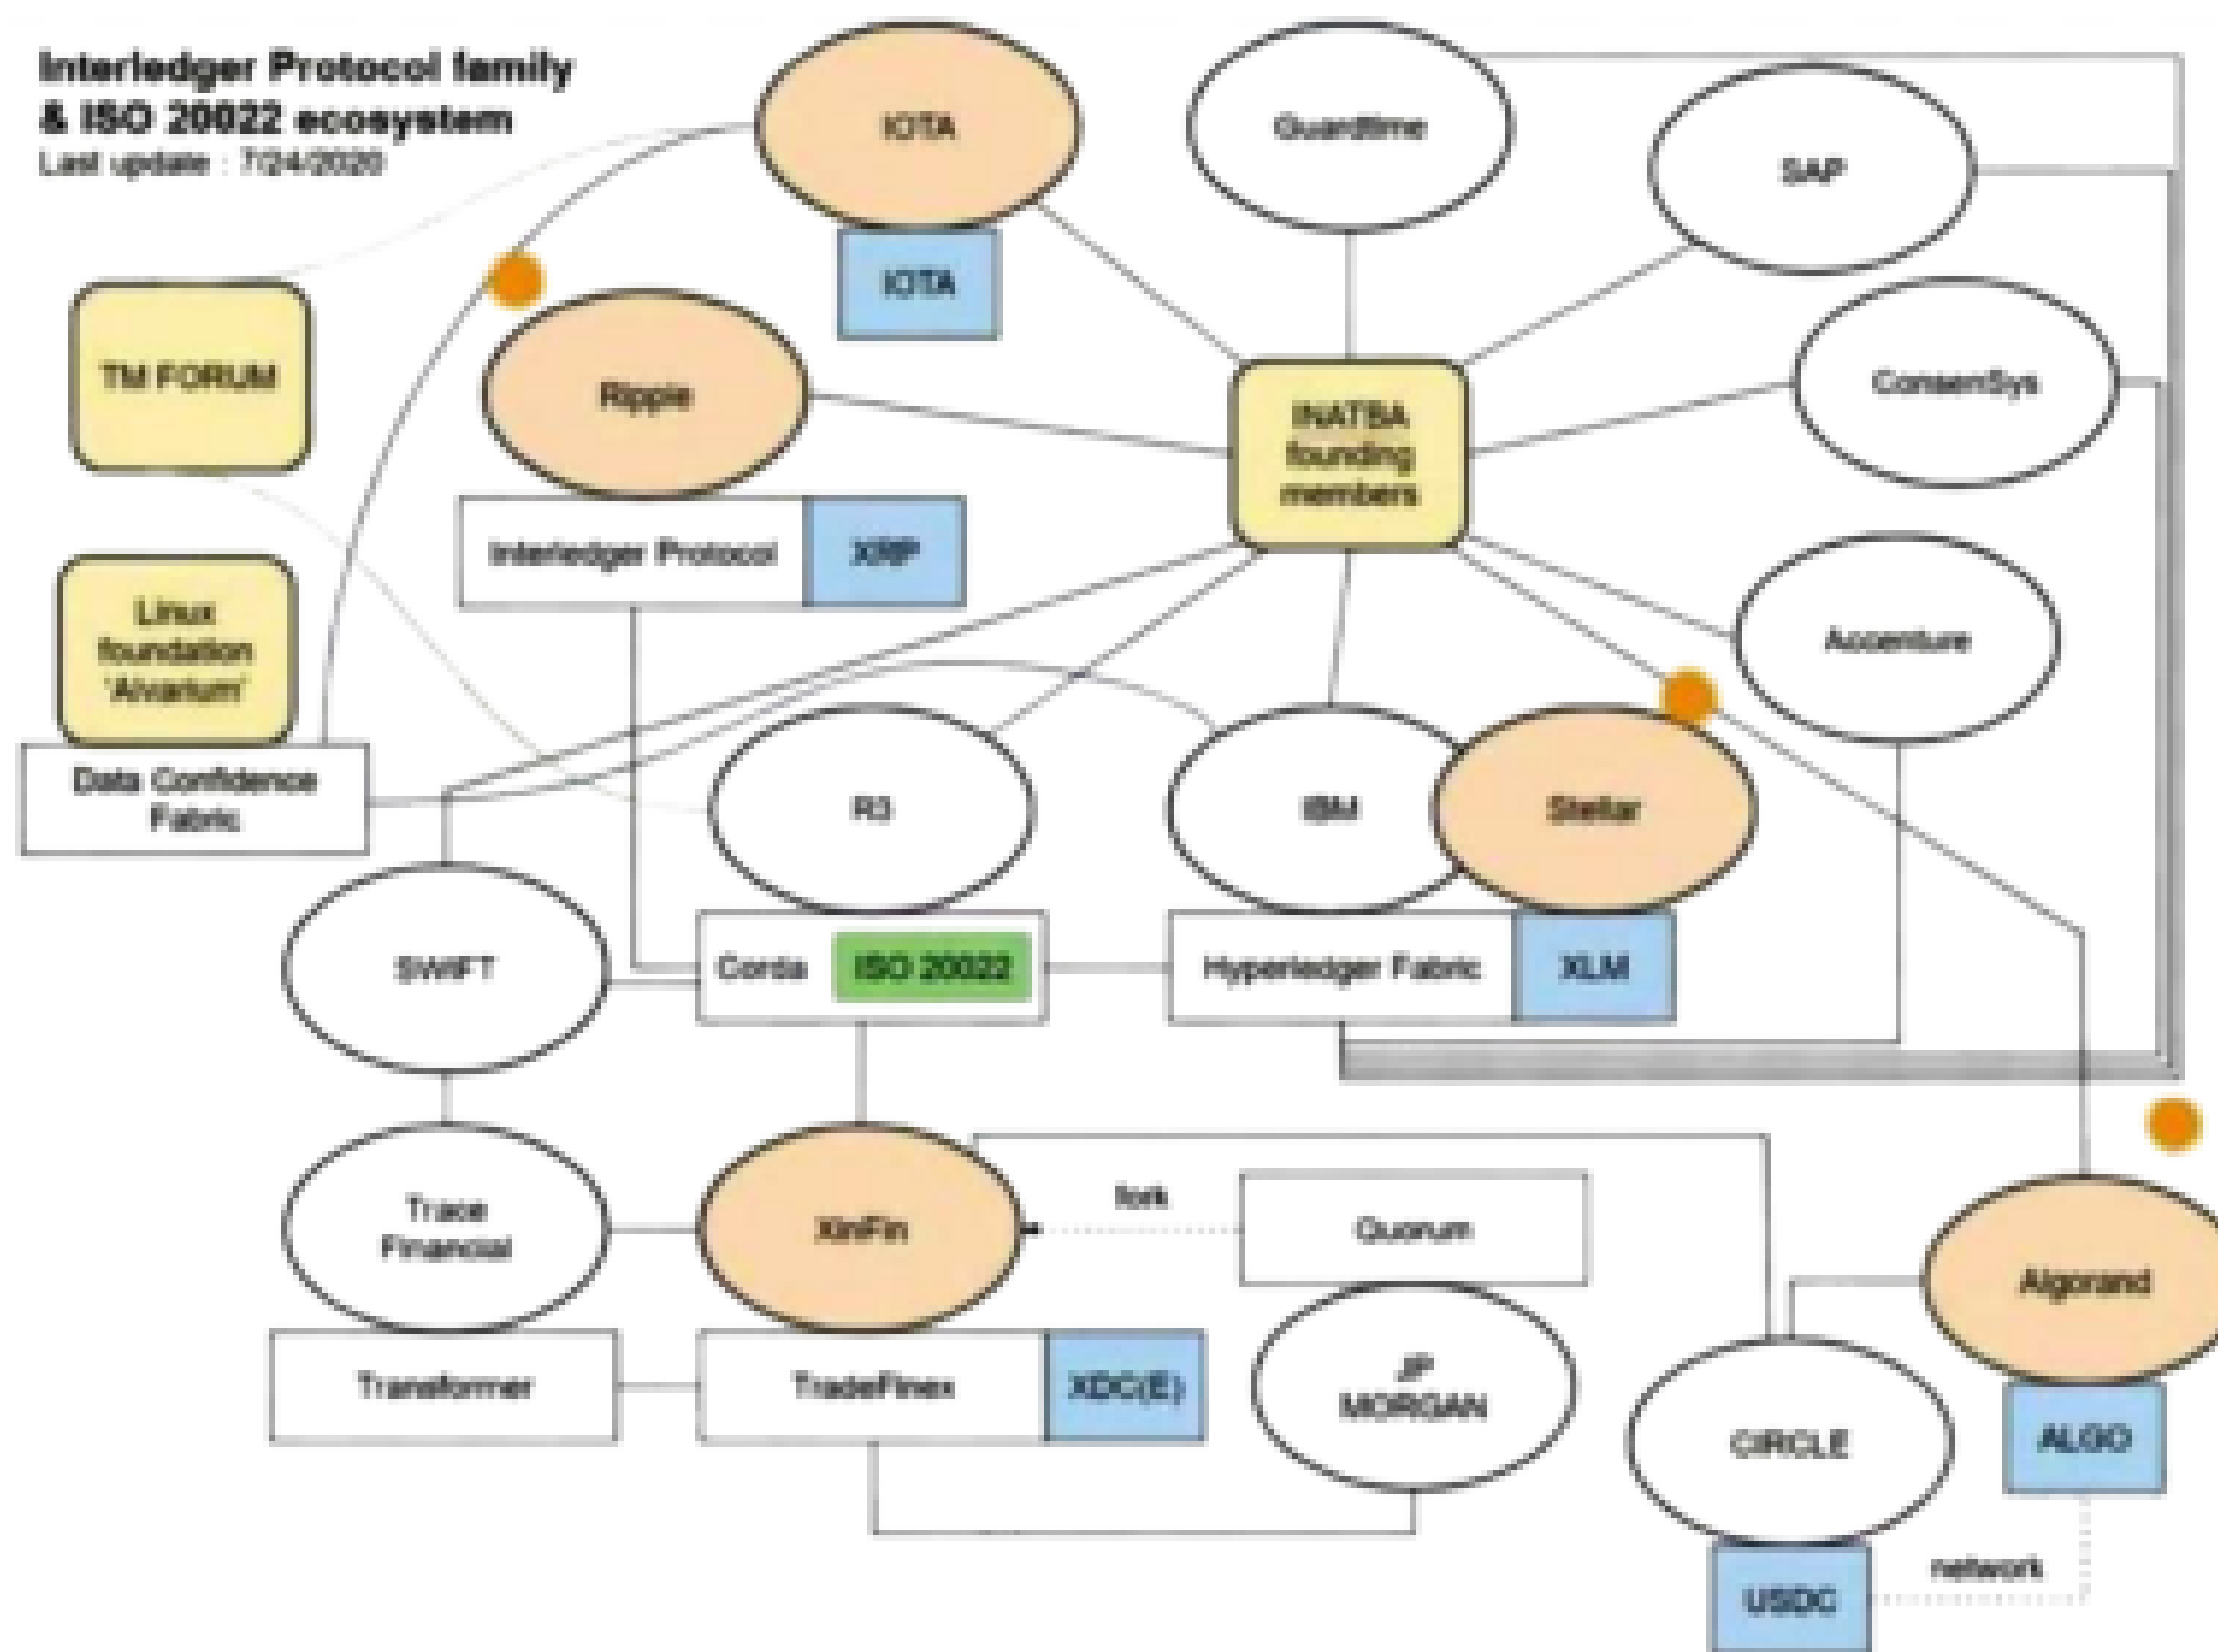 Interledger Protocol family
& ISO 20022 ecosystem
Last update : 7/24/2020
IOTA
IOTA
Guardtime
SAP
TM FORUM
Ripple
Interledger Protocol
XRP
INATBA
founding
members
ConsenSys
Linux
foundation
'Alvarium'
Data Confidence
Fabric
Accenture
R3
IBM
Stellar
SWIFT
Corda
ISO 20022
Hyperledger Fabric
XLM
Trace
Financial
XinFin
fork
Quorum
Algorand
Transformer
TradeFinex
XDC(E)
JP
MORGAN
CIRCLE
ALGO
network
USDC